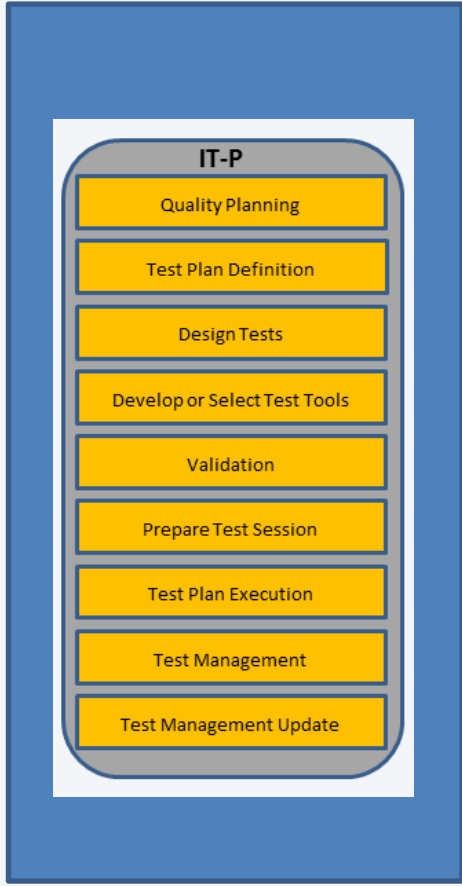 IT-P
Quality Planning
Test Plan Definition
Design Tests
Develop or Select Test Tools
Validation
Prepare Test Session
Test Plan Execution
Test Management
Test Management Update